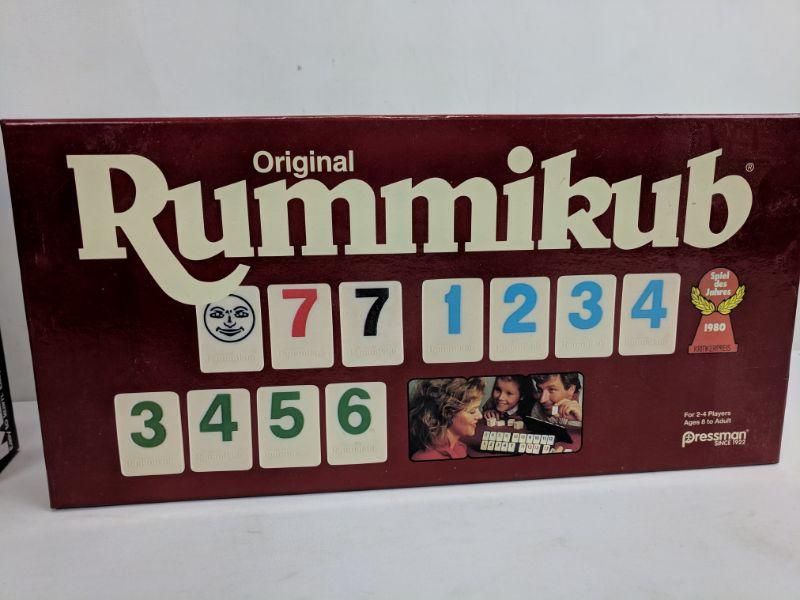 Original
Rummikub®
7 7 1 2 3 4
Spiel
des
Jahres
1980
KRITIKERPREIS
3 4 5 6
For 2-4 Players
Ages 8 to Adult
Pressman®
SINCE 1922